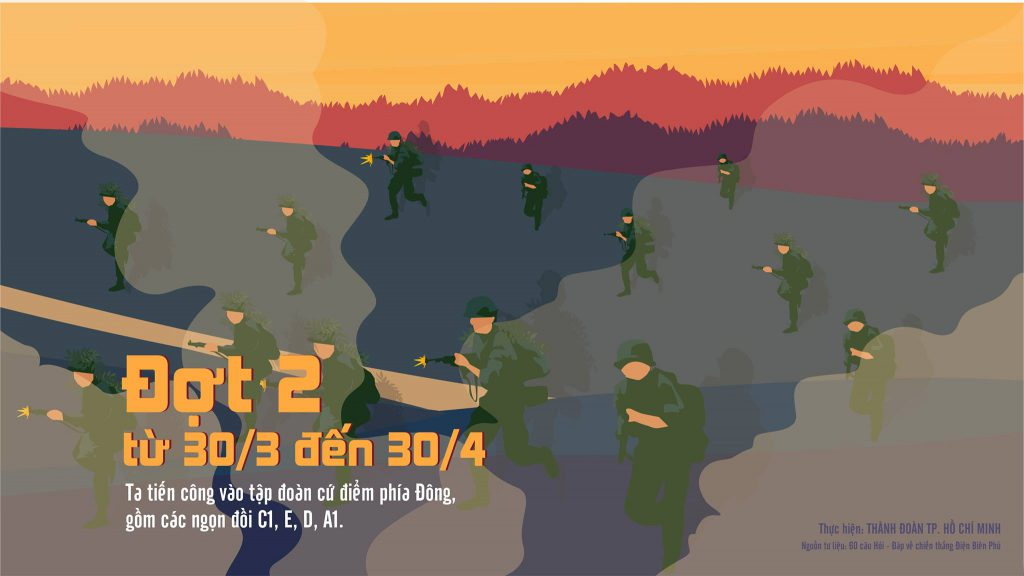 Đợt 2
từ 30/3 đến 30/4
Ta tiến công vào tập đoàn cứ điểm phía Đông,
gồm các ngọn đồi C1, E, D, A1.
Thực hiện: THÀNH ĐOÀN TP. HỒ CHÍ MINH
Nguồn tư liệu: 60 câu Hỏi - Đáp về chiến thắng Điện Biên Phủ